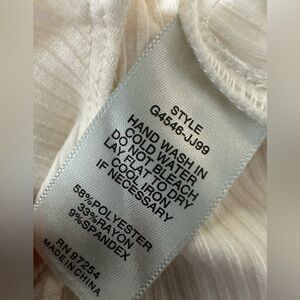 STYLE
G4546-JJ99
HAND WASH IN
COLD WATER
DO NOT BLEACH
LAY FLAT TO DRY
COOL IRON
IF NECESSARY
58%POLYESTER
33%RAYON
9%SPANDEX
RN 97254
MADE IN CHINA